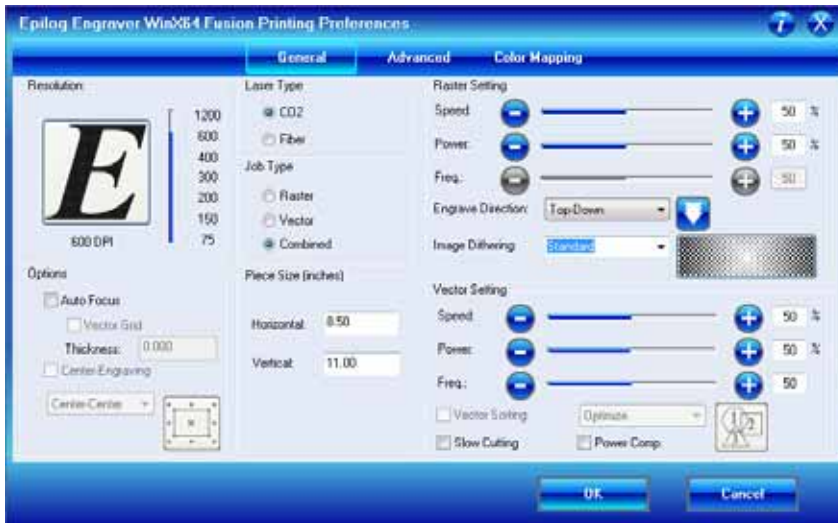 Epilog Engraver WinX64 Fusion Printing Preferences
General Advanced Color Mapping
Resolution
E
1200
600
400
300
200
150
75
600 DPI
Options
Auto Focus
Vector Grid
Thickness: 0.000
Center-Engraving
Center-Center
Laser Type
CO2
Fiber
Job Type
Raster
Vector
Combined
Piece Size (inches)
Horizontal: 8.50
Vertical: 11.00
Raster Setting
Speed 50 %
Power: 50 %
Freq.: 50
Engrave Direction: Top-Down
Image Dithering: Standard
Vector Setting
Speed 50 %
Power: 50 %
Freq.: 50
Vector Sorting Optimize
1 2
Slow Cutting Power Comp.
OK Cancel